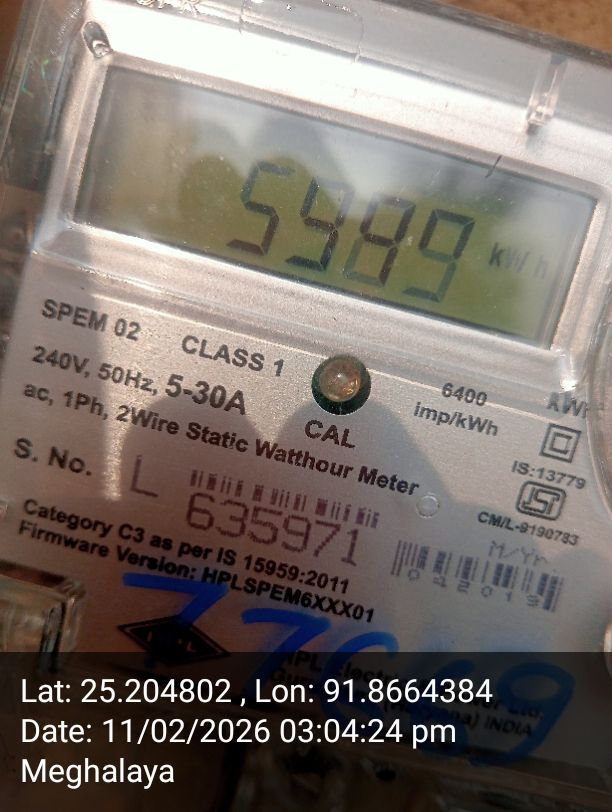 5989 kWh
SPEM 02 CLASS 1
240V, 50Hz, 5-30A
ac, 1Ph, 2Wire Static Watthour Meter
CAL
6400
imp/kWh
IS:13779
CM/L-9190783
S. No. L
635971
M/Yr.
Category C3 as per IS 15959:2011
Firmware Version: HPLSPEM6XXX01
HPL
INDIA
Lat: 25.204802 , Lon: 91.8664384
Date: 11/02/2026 03:04:24 pm
Meghalaya